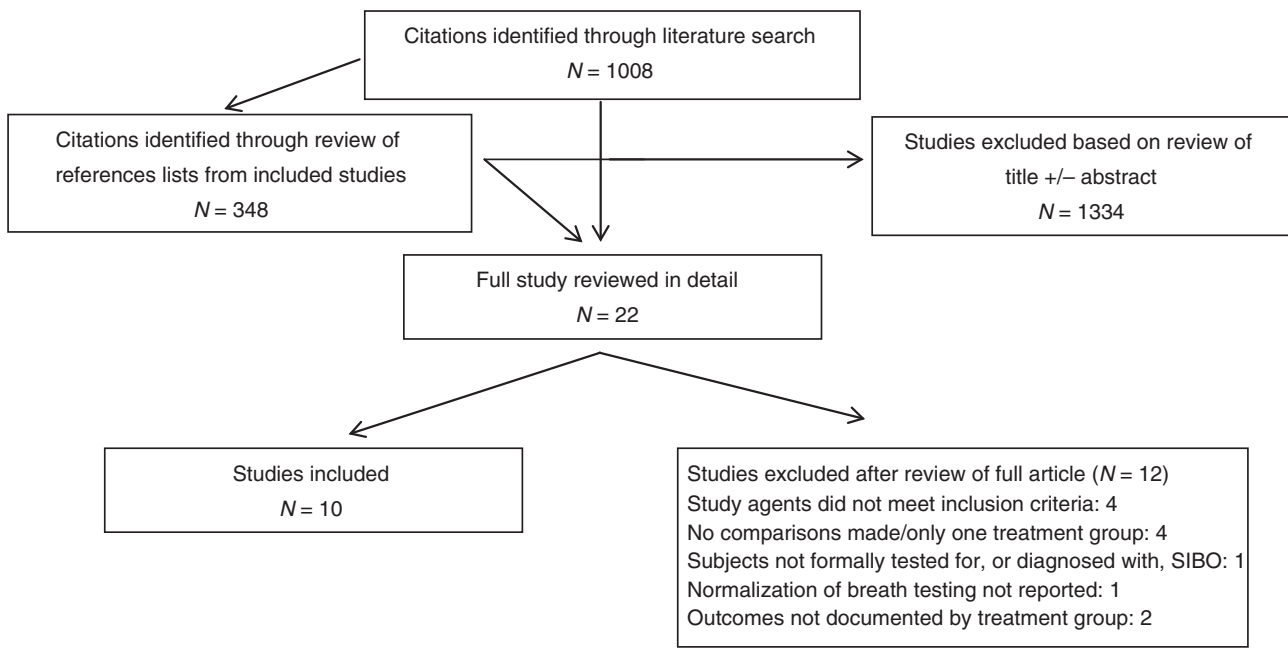 Citations identified through literature search
N = 1008
Citations identified through review of
references lists from included studies
N = 348
Studies excluded based on review of
title +/– abstract
N = 1334
Full study reviewed in detail
N = 22
Studies included
N = 10
Studies excluded after review of full article (N = 12)
Study agents did not meet inclusion criteria: 4
No comparisons made/only one treatment group: 4
Subjects not formally tested for, or diagnosed with, SIBO: 1
Normalization of breath testing not reported: 1
Outcomes not documented by treatment group: 2